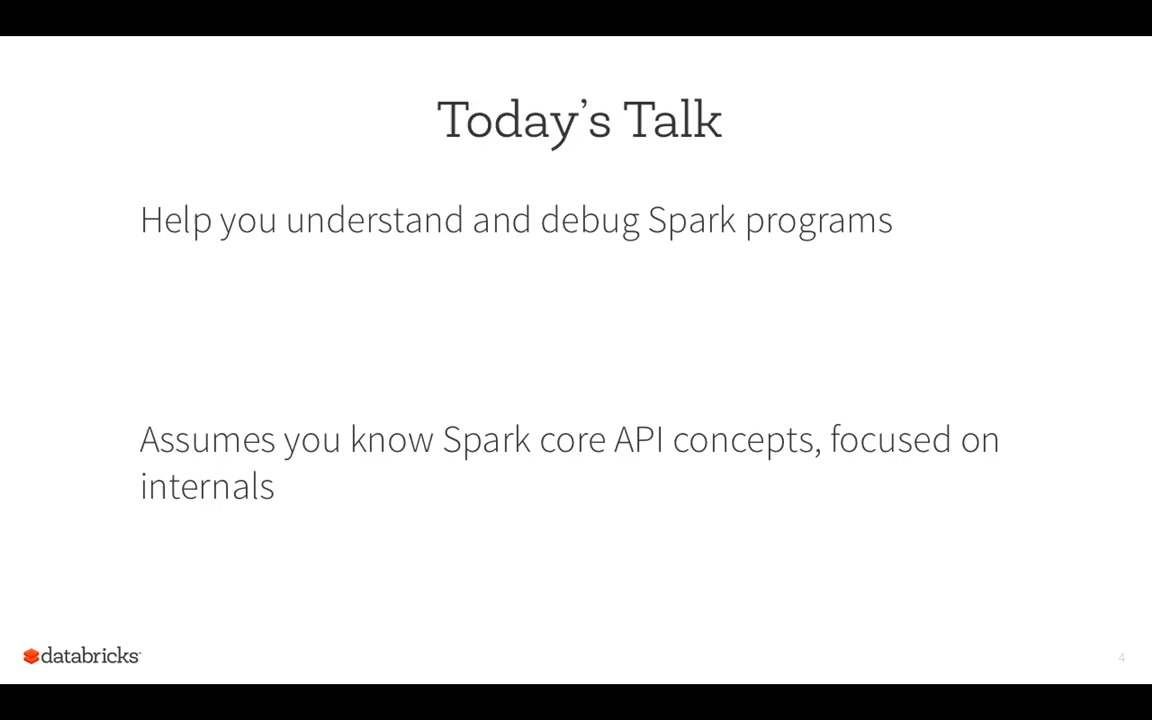 Today’s Talk
Help you understand and debug Spark programs
Assumes you know Spark core API concepts, focused on
internals
databricks
4